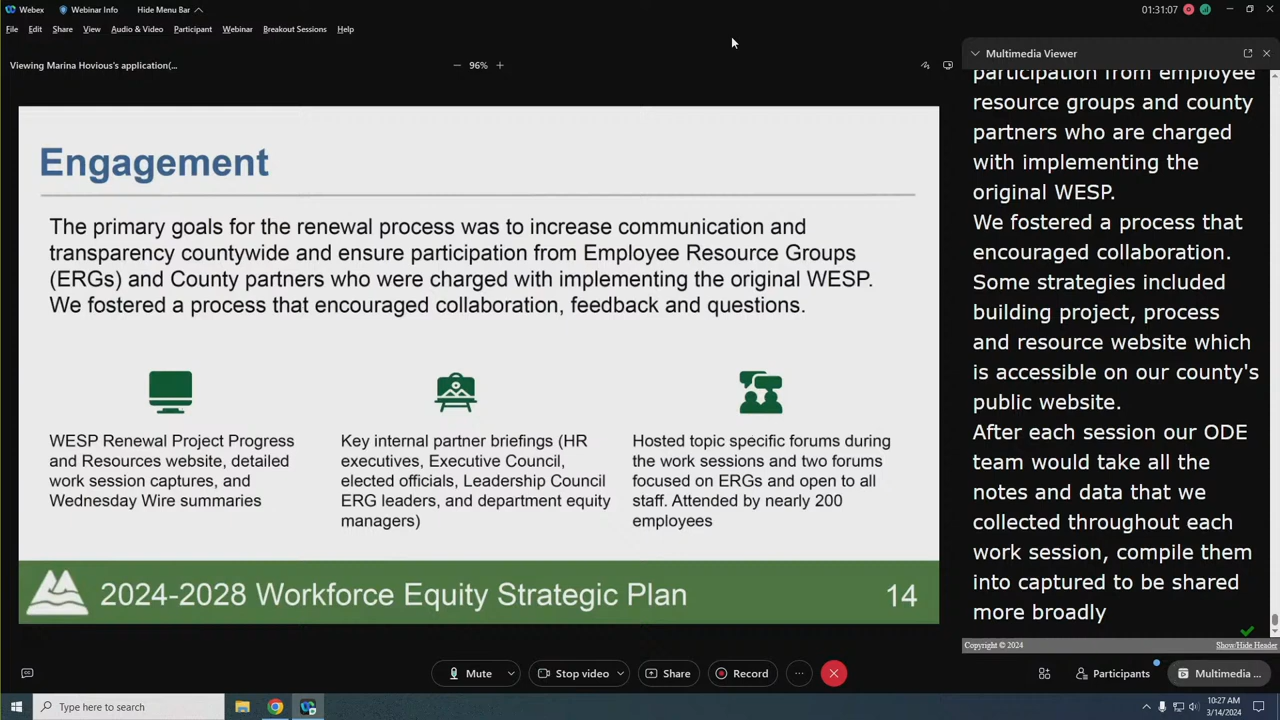 Webex
Webinar Info
Hide Menu Bar
01:31:07
File Edit Share View Audio & Video Participant Webinar Breakout Sessions Help
Viewing Marina Hovious's application(...
96%
Engagement
The primary goals for the renewal process was to increase communication and
transparency countywide and ensure participation from Employee Resource Groups
(ERGs) and County partners who were charged with implementing the original WESP.
We fostered a process that encouraged collaboration, feedback and questions.
WESP Renewal Project Progress
and Resources website, detailed
work session captures, and
Wednesday Wire summaries
Key internal partner briefings (HR
executives, Executive Council,
elected officials, Leadership Council
ERG leaders, and department equity
managers)
Hosted topic specific forums during
the work sessions and two forums
focused on ERGs and open to all
staff. Attended by nearly 200
employees
2024-2028 Workforce Equity Strategic Plan
14
Multimedia Viewer
participation from employee
resource groups and county
partners who are charged
with implementing the
original WESP.
We fostered a process that
encouraged collaboration.
Some strategies included
building project, process
and resource website which
is accessible on our county's
public website.
After each session our ODE
team would take all the
notes and data that we
collected throughout each
work session, compile them
into captured to be shared
more broadly
Copyright © 2024
Show/Hide Header
Mute
Stop video
Share
Record
Participants
Multimedia ...
Type here to search
10:27 AM
3/14/2024